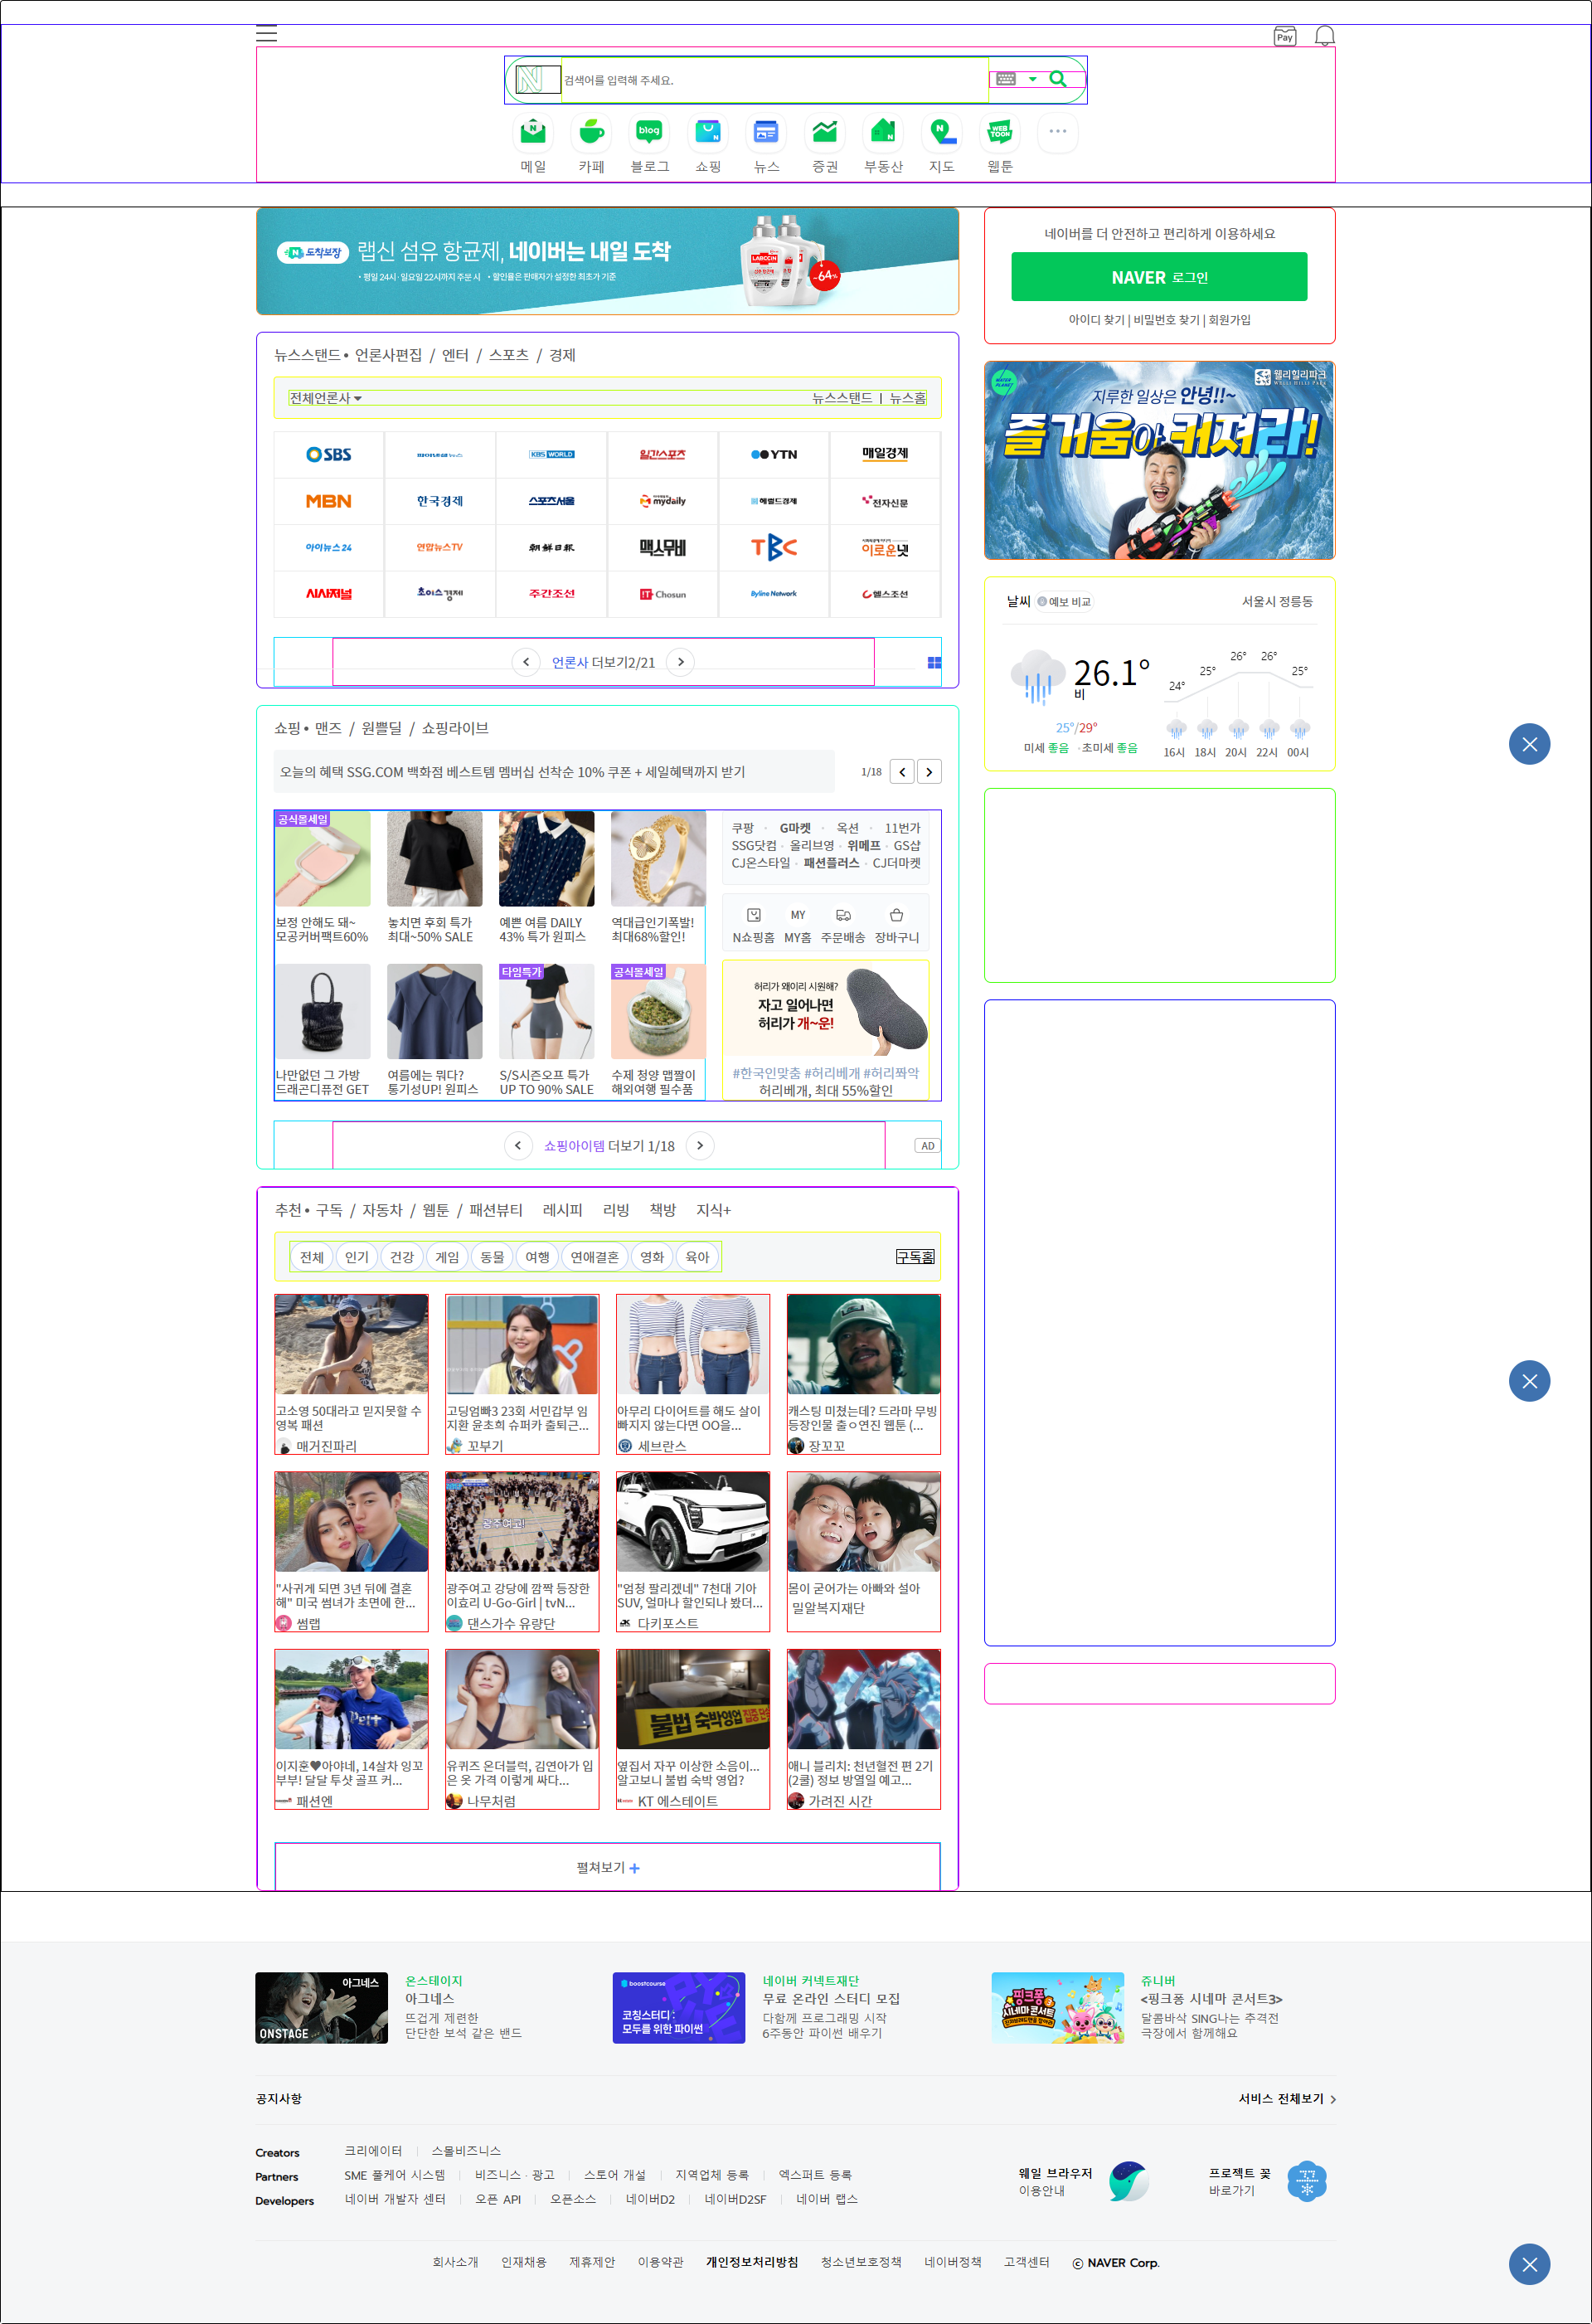 Pay
검색어를 입력해 주세요.
메일 카페 블로그 쇼핑 뉴스 증권 부동산 지도 웹툰
도착보장 랩신 섬유 항균제, 네이버는 내일 도착
• 평일 24시 · 일요일 22시까지 주문 시 • 할인율은 판매자가 설정한 최초가 기준
LABCCIN
-64%
네이버를 더 안전하고 편리하게 이용하세요
NAVER 로그인
아이디 찾기 | 비밀번호 찾기 | 회원가입
뉴스스탠드 • 언론사편집 / 엔터 / 스포츠 / 경제
전체언론사
뉴스스탠드 | 뉴스홈
SBS KBS WORLD 일간스포츠 YTN 매일경제
MBN 한국경제 스포츠서울 mydaily 헤럴드경제 전자신문
아이뉴스24 연합뉴스TV 朝鮮日報 맥스무비 TBC 이로운넷
시사저널 초이스경제 주간조선 IT Chosun Byline Network 헬스조선
언론사 더보기2/21
WATER PLANET
웰리힐리파크
WELLI HILLI PARK
지루한 일상은 안녕!!~
즐거움아 커져라!
날씨 예보 비교
서울시 정릉동
26.1°
비
25°/29°
미세 좋음 ·초미세 좋음
24° 25° 26° 26° 25°
16시 18시 20시 22시 00시
쇼핑 • 맨즈 / 원쁠딜 / 쇼핑라이브
오늘의 혜택 SSG.COM 백화점 베스트템 멤버십 선착순 10% 쿠폰 + 세일혜택까지 받기
1/18
공식몰세일
보정 안해도 돼~
모공커버팩트60%
놓치면 후회 특가
최대~50% SALE
예쁜 여름 DAILY
43% 특가 원피스
역대급인기폭발!
최대68%할인!
나만없던 그 가방
드래곤디퓨전 GET
여름에는 뭐다?
통기성UP! 원피스
타임특가
S/S시즌오프 특가
UP TO 90% SALE
공식몰세일
수제 청양 맵짤이
해외여행 필수품
쿠팡 · G마켓 · 옥션 · 11번가
SSG닷컴 · 올리브영 · 위메프 · GS샵
CJ온스타일 · 패션플러스 · CJ더마켓
MY
N쇼핑홈 MY홈 주문배송 장바구니
허리가 왜이리 시원해?
자고 일어나면
허리가 개~운!
#한국인맞춤 #허리베개 #허리쫙악
허리베개, 최대 55%할인
쇼핑아이템 더보기 1/18
AD
추천 • 구독 / 자동차 / 웹툰 / 패션뷰티 레시피 리빙 책방 지식+
전체 인기 건강 게임 동물 여행 연애결혼 영화 육아
구독홈
고소영 50대라고 믿지못할 수
영복 패션
매거진파리
고딩엄빠3 23회 서민갑부 임
지환 윤초희 슈퍼카 출퇴근...
꼬부기
아무리 다이어트를 해도 살이
빠지지 않는다면 OO을...
세브란스
캐스팅 미쳤는데? 드라마 무빙
등장인물 출ㅇ연진 웹툰 (...
장꼬꼬
"사귀게 되면 3년 뒤에 결혼
해" 미국 썸녀가 초면에 한...
썸랩
광주여고!
광주여고 강당에 깜짝 등장한
이효리 U-Go-Girl | tvN...
댄스가수 유랑단
"엄청 팔리겠네" 7천대 기아
SUV, 얼마나 할인되나 봤더...
다키포스트
몸이 굳어가는 아빠와 설아
밀알복지재단
이지훈♥아야네, 14살차 잉꼬
부부! 달달 투샷 골프 커...
패션엔
유퀴즈 온더블럭, 김연아가 입
은 옷 가격 이렇게 싸다...
나무처럼
불법 숙박영업
옆집서 자꾸 이상한 소음이...
알고보니 불법 숙박 영업?
KT 에스테이트
애니 블리치: 천년혈전 편 2기
(2쿨) 정보 방열일 예고...
가려진 시간
펼쳐보기 +
아그네스
ONSTAGE
온스테이지
아그네스
뜨겁게 제련한
단단한 보석 같은 밴드
boostcourse
코칭스터디 :
모두를 위한 파이썬
네이버 커넥트재단
무료 온라인 스터디 모집
다함께 프로그래밍 시작
6주동안 파이썬 배우기
핑크퐁
시네마 콘서트
쥬니버
<핑크퐁 시네마 콘서트3>
달콤바삭 SING나는 추격전
극장에서 함께해요
공지사항
서비스 전체보기
Creators 크리에이터 스몰비즈니스
Partners SME 풀케어 시스템 비즈니스 · 광고 스토어 개설 지역업체 등록 엑스퍼트 등록
Developers 네이버 개발자 센터 오픈 API 오픈소스 네이버D2 네이버D2SF 네이버 랩스
웨일 브라우저
이용안내
프로젝트 꽃
바로가기
회사소개 인재채용 제휴제안 이용약관 개인정보처리방침 청소년보호정책 네이버정책 고객센터 ⓒ NAVER Corp.